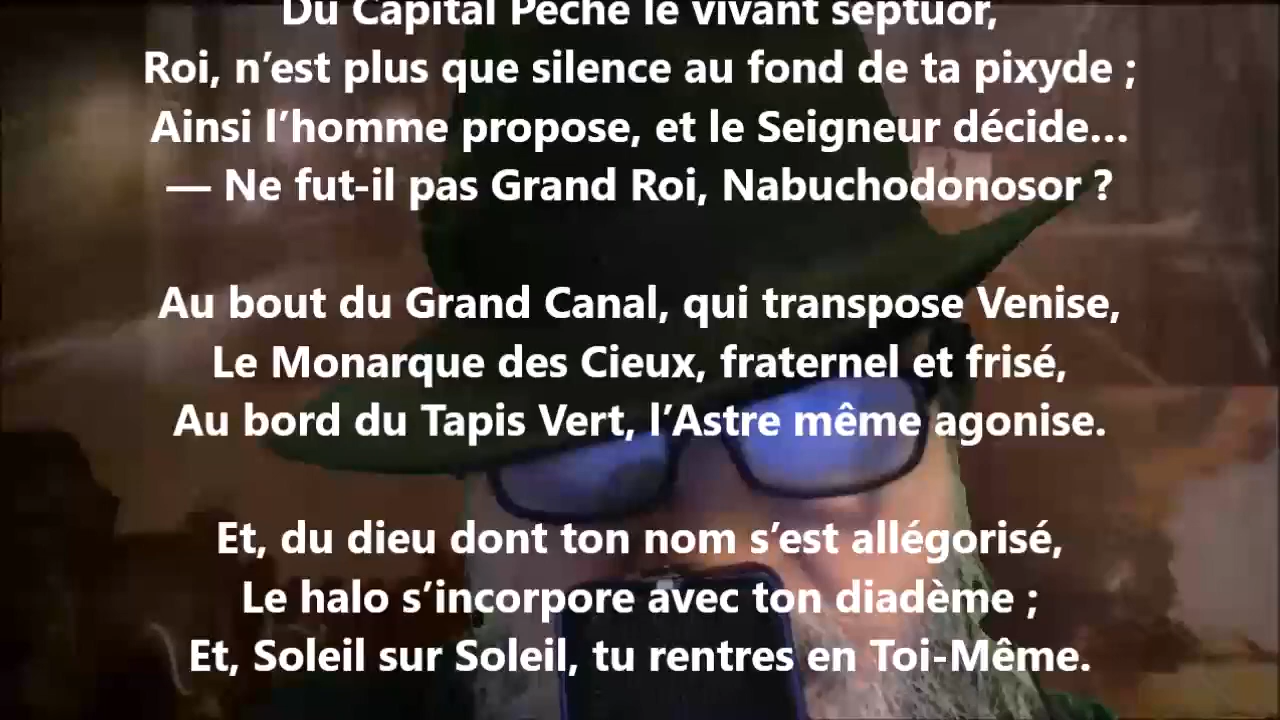 Du Capital Péché le vivant septuor,
Roi, n’est plus que silence au fond de ta pixyde ;
Ainsi l’homme propose, et le Seigneur décide…
— Ne fut-il pas Grand Roi, Nabuchodonosor ?
Au bout du Grand Canal, qui transpose Venise,
Le Monarque des Cieux, fraternel et frisé,
Au bord du Tapis Vert, l’Astre même agonise.
Et, du dieu dont ton nom s’est allégorisé,
Le halo s’incorpore avec ton diadème ;
Et, Soleil sur Soleil, tu rentres en Toi-Même.